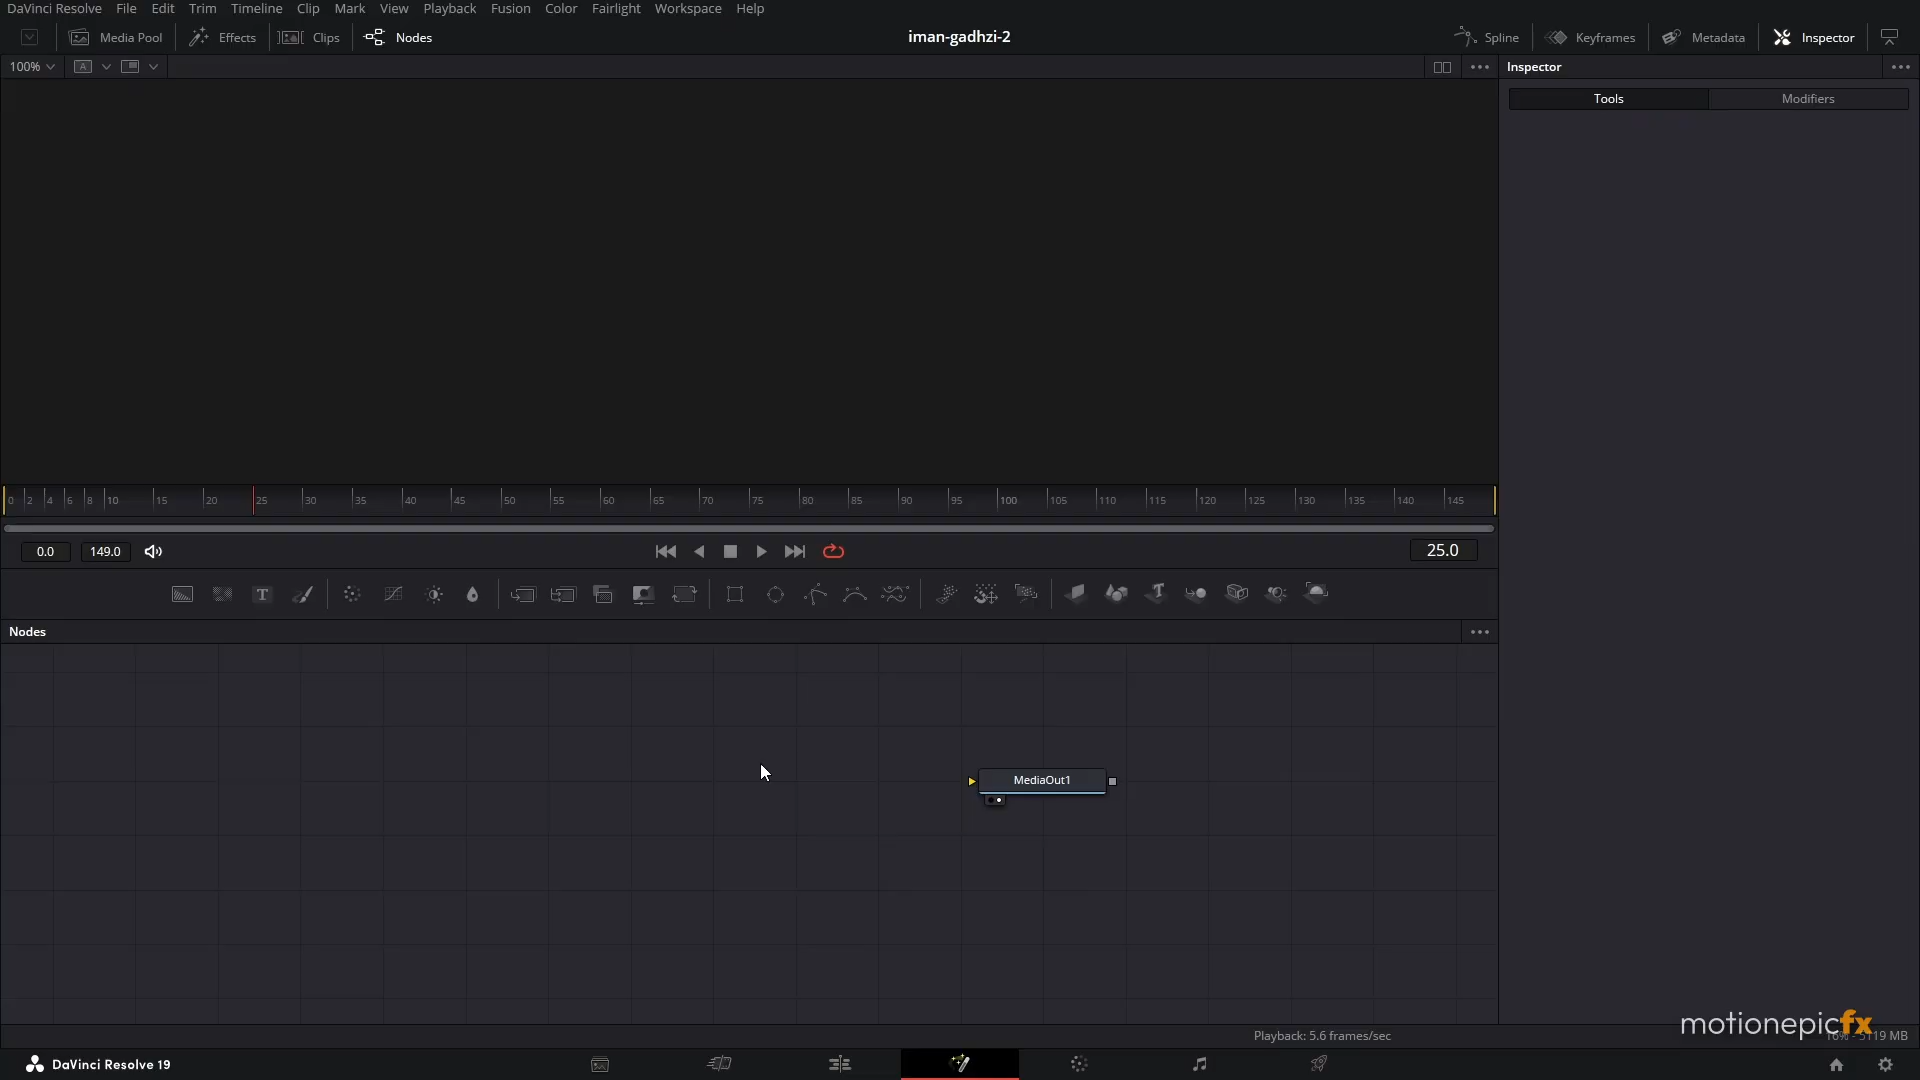 DaVinci Resolve File Edit Trim Timeline Clip Mark View Playback Fusion Color Fairlight Workspace Help
Media Pool Effects Clips Nodes iman-gadhzi-2 Spline Keyframes Metadata Inspector
100% A Inspector
Tools Modifiers
0 2 4 6 8 10 15 20 25 30 35 40 45 50 55 60 65 70 75 80 85 90 95 100 105 110 115 120 125 130 135 140 145
0.0 149.0 25.0
T T
Nodes
MediaOut1
motionepicfx
Playback: 5.6 frames/sec 16% - 5119 MB
DaVinci Resolve 19